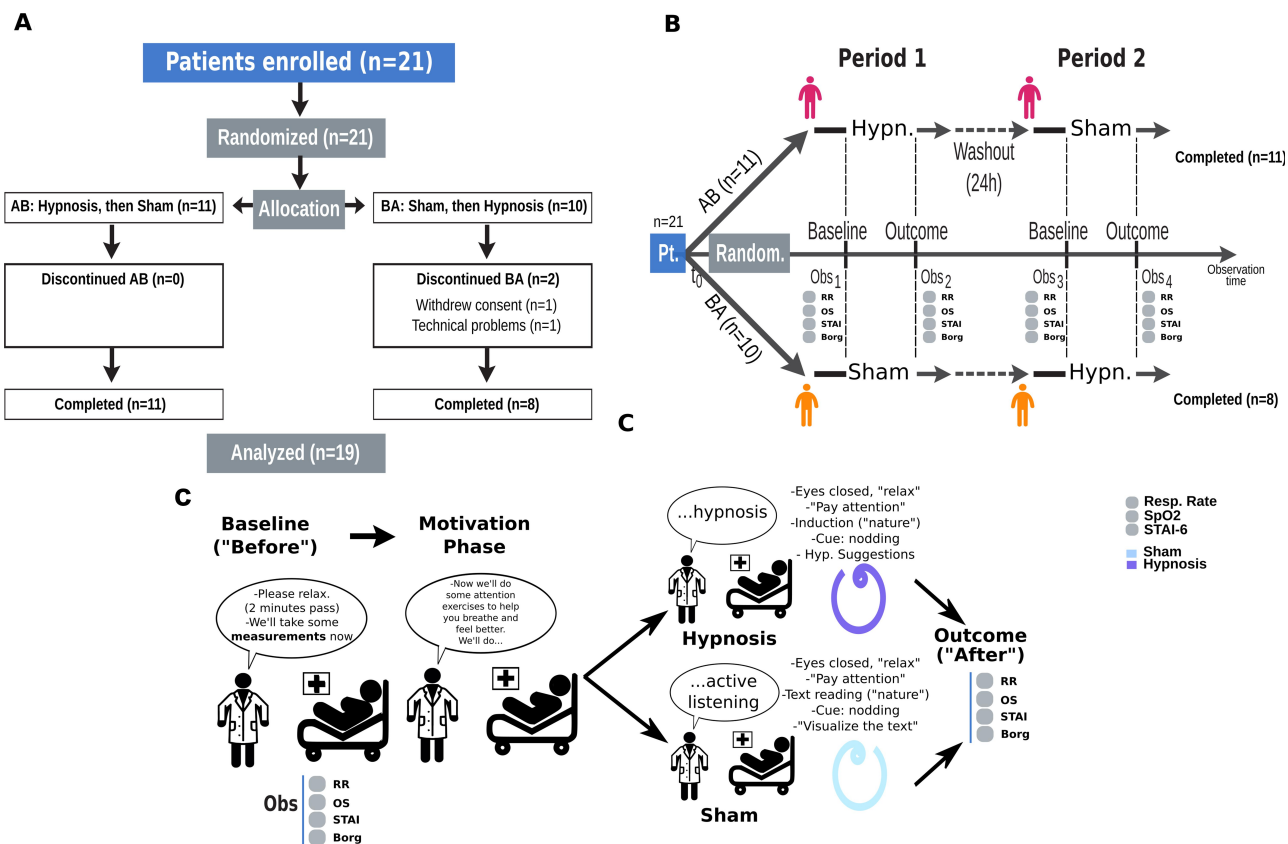 A
Patients enrolled (n=21)
Randomized (n=21)
Allocation
AB: Hypnosis, then Sham (n=11)
BA: Sham, then Hypnosis (n=10)
Discontinued AB (n=0)
Discontinued BA (n=2)
Withdrew consent (n=1)
Technical problems (n=1)
Completed (n=11)
Completed (n=8)
Analyzed (n=19)
B
Period 1
Period 2
Hypn.
Sham
Washout
(24h)
Completed (n=11)
AB (n=11)
n=21
Pt.
t0
Random.
Baseline
Outcome
Baseline
Outcome
Observation
time
Obs1
Obs2
Obs3
Obs4
RR
OS
STAI
Borg
RR
OS
STAI
Borg
RR
OS
STAI
Borg
RR
OS
STAI
Borg
BA (n=10)
Sham
Hypn.
Completed (n=8)
C
C
Baseline
("Before")
Motivation
Phase
-Please relax.
(2 minutes pass)
-We'll take some
measurements now
-Now we'll do
some attention
exercises to help
you breathe and
feel better.
We'll do...
Obs
RR
OS
STAI
Borg
...hypnosis
-Eyes closed, "relax"
-"Pay attention"
-Induction ("nature")
-Cue: nodding
- Hyp. Suggestions
Hypnosis
...active
listening
-Eyes closed, "relax"
-"Pay attention"
-Text reading ("nature")
-Cue: nodding
-"Visualize the text"
Sham
Outcome
("After")
RR
OS
STAI
Borg
Resp. Rate
SpO2
STAI-6
Sham
Hypnosis